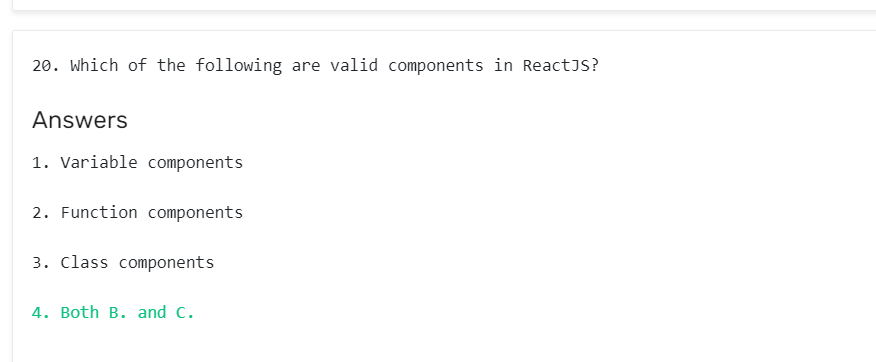 20. Which of the following are valid components in ReactJS?
Answers
1. Variable components
2. Function components
3. Class components
4. Both B. and C.